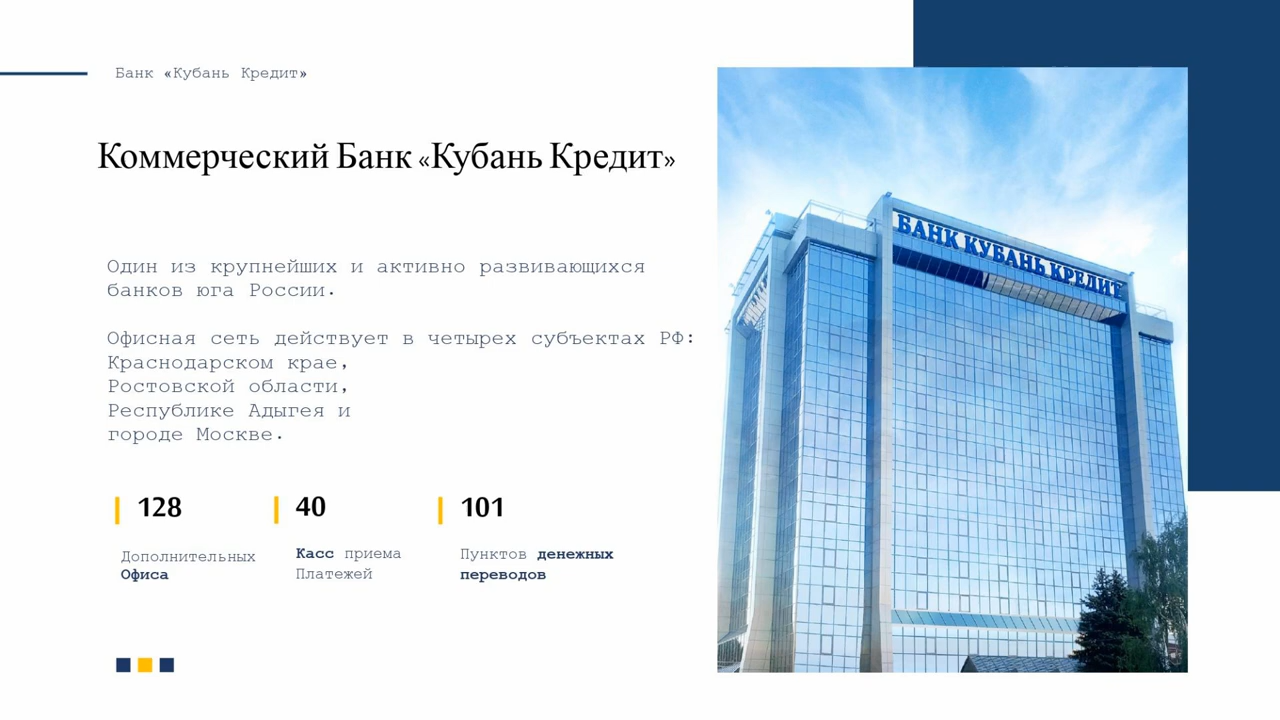 Банк «Кубань Кредит»
Коммерческий Банк «Кубань Кредит»
Один из крупнейших и активно развивающихся
банков юга России.
Офисная сеть действует в четырех субъектах РФ:
Краснодарском крае,
Ростовской области,
Республике Адыгея и
городе Москве.
128
Дополнительных
Офиса
40
Касс приема
Платежей
101
Пунктов денежных
переводов
БАНК КУБАНЬ КРЕДИТ